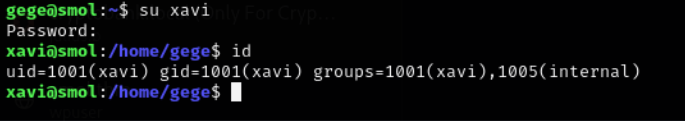 gege@smol:~$ su xavi
Password:
xavi@smol:/home/gege$ id
uid=1001(xavi) gid=1001(xavi) groups=1001(xavi),1005(internal)
xavi@smol:/home/gege$